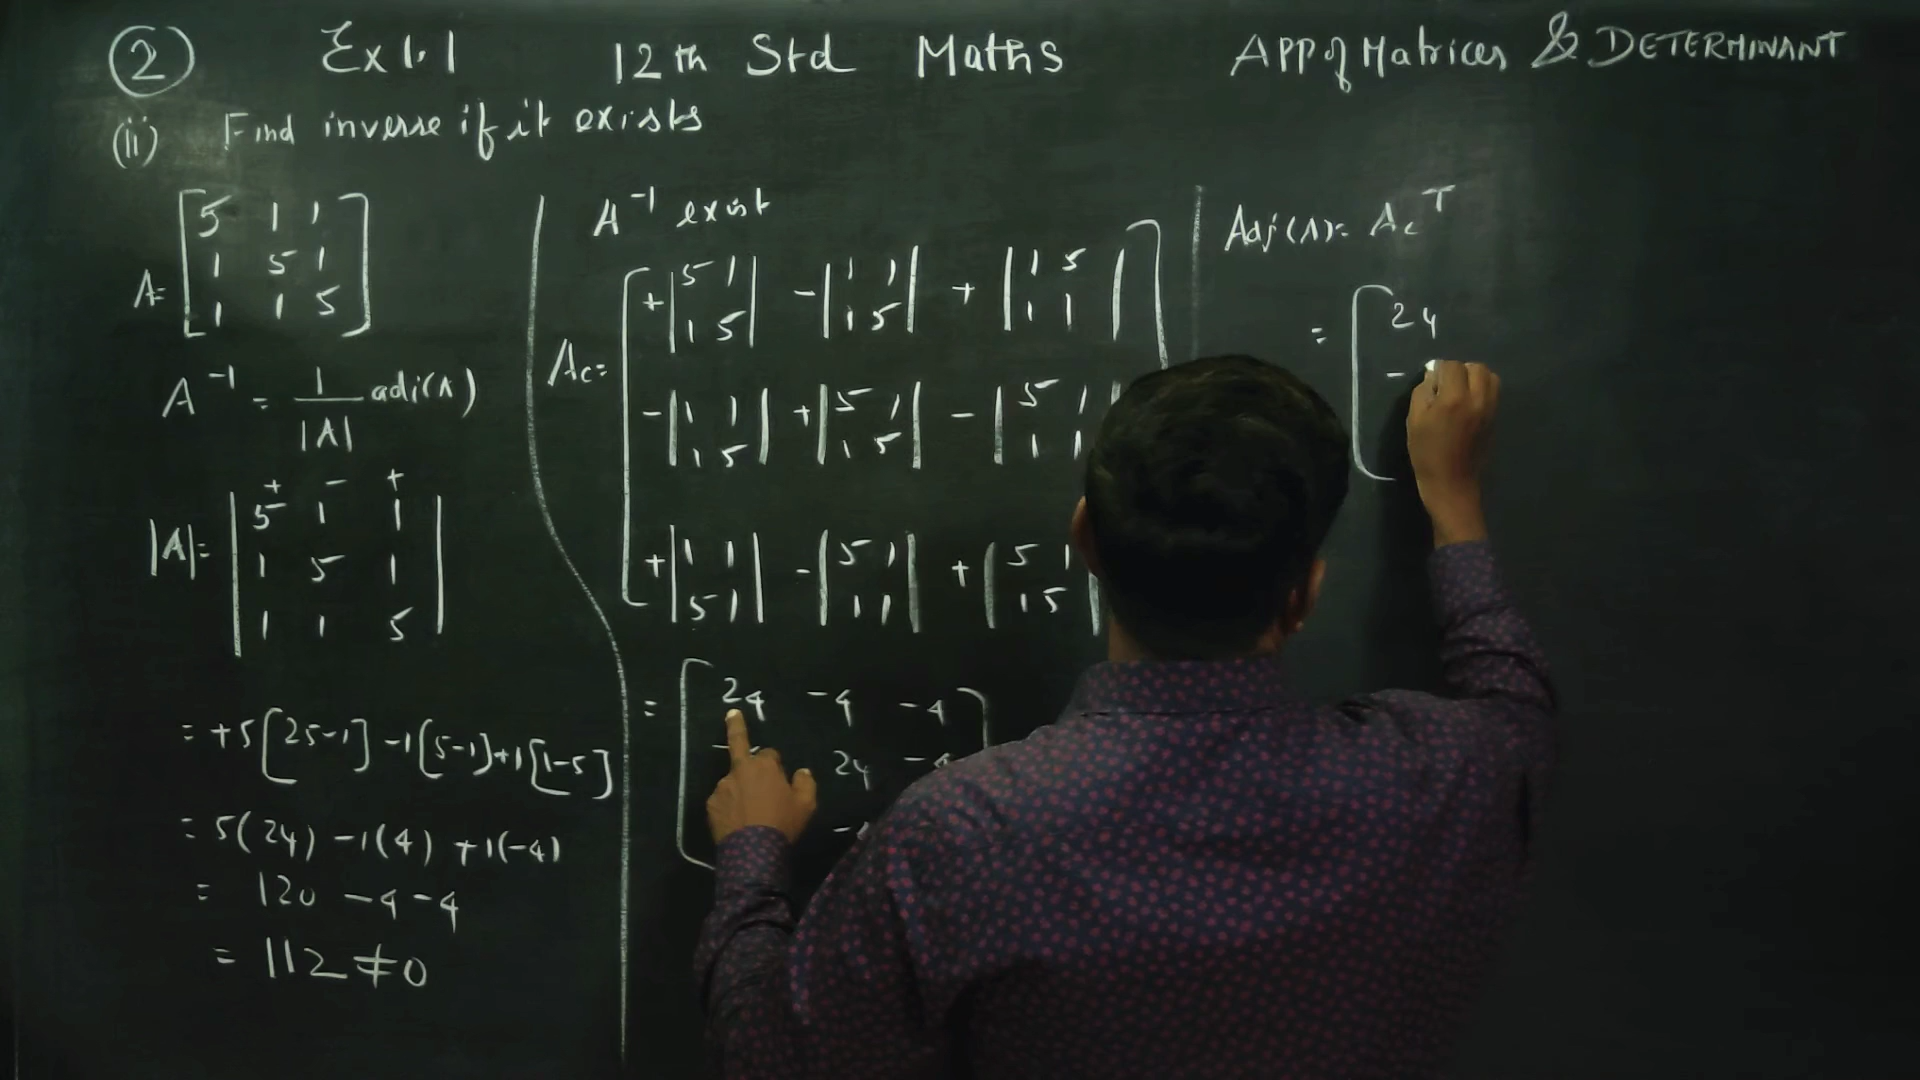 2 Ex 1.1 12th Std Maths APP of Matrices & DETERMINANT
(ii) Find inverse if it exists
A= [5 1 1
1 5 1
1 1 5]
A⁻¹ = 1/|A| adj(A)
+ - +
|A|= |5 1 1|
|1 5 1|
|1 1 5|
= +5[25-1] -1[5-1]+1[1-5]
= 5(24) -1(4) +1(-4)
= 120 -4 -4
= 112 ≠0
A⁻¹ exist
Ac= [+|5 1; 1 5| -|1 1; 1 5| +|1 5; 1 1|
-|1 1; 1 5| +|5 1; 1 5| -|5 1; 1 1|
+|1 1; 5 1| -|5 1; 1 1| +|5 1; 1 5|
= [24 -4 -4
24 -4
Adj(A)= Acᵀ
= [24
-